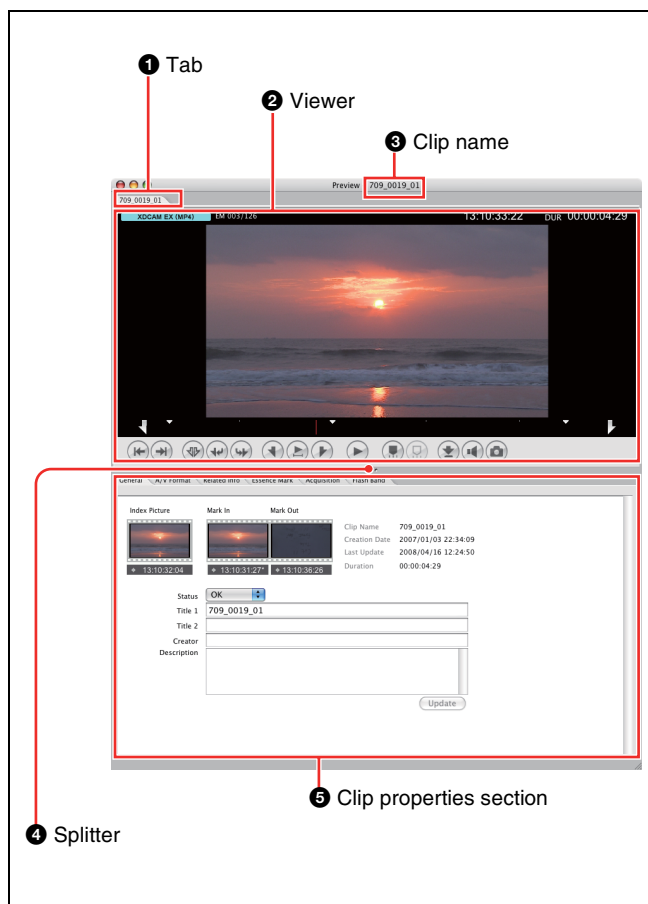 ❶ Tab
❷ Viewer
❸ Clip name
Preview 709_0019_01
709_0019_01
XDCAM EX (MP4) EM 003/126 13:10:33:22 DUR 00:00:04:29
General A/V Format Related Info Essence Mark Acquisition Flash Band
Index Picture Mark In Mark Out
Clip Name 709_0019_01
Creation Date 2007/01/03 22:34:09
Last Update 2008/04/16 12:24:50
Duration 00:00:04:29
13:10:32:04 13:10:31:27* 13:10:36:26
Status OK
Title 1 709_0019_01
Title 2
Creator
Description
Update
❺ Clip properties section
❹ Splitter